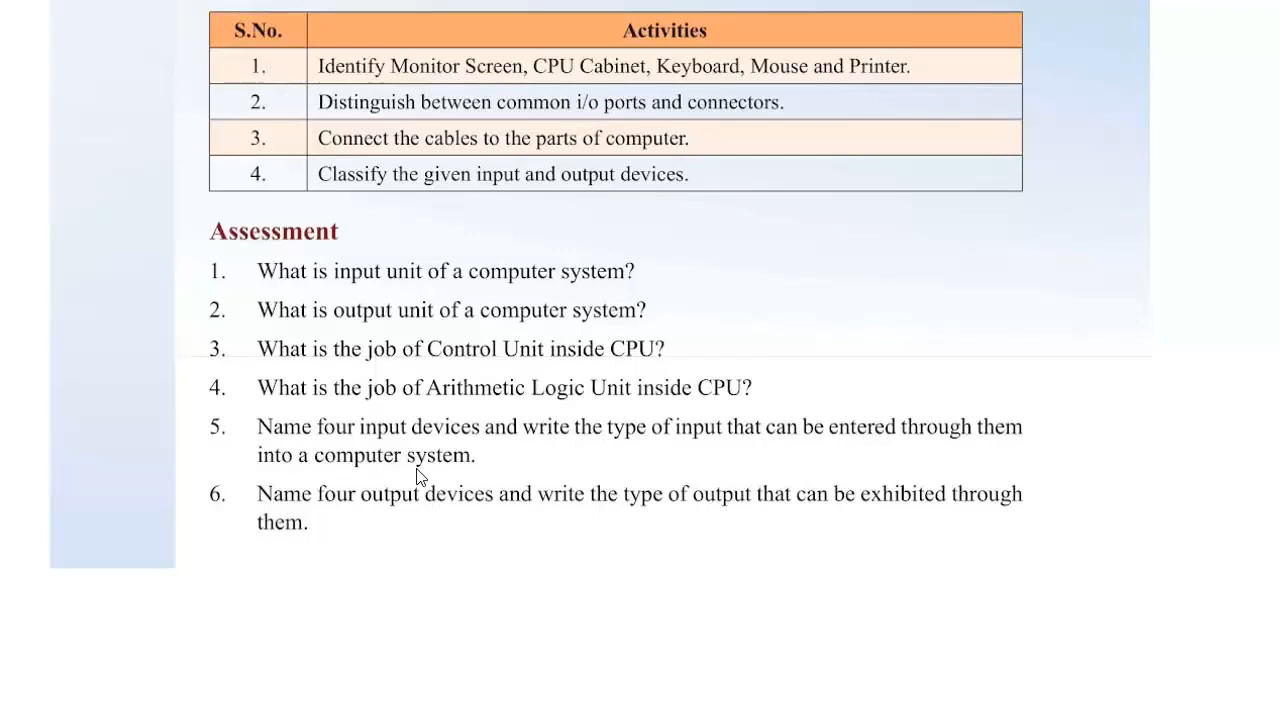 S.No. Activities
1. Identify Monitor Screen, CPU Cabinet, Keyboard, Mouse and Printer.
2. Distinguish between common i/o ports and connectors.
3. Connect the cables to the parts of computer.
4. Classify the given input and output devices.
Assessment
1. What is input unit of a computer system?
2. What is output unit of a computer system?
3. What is the job of Control Unit inside CPU?
4. What is the job of Arithmetic Logic Unit inside CPU?
5. Name four input devices and write the type of input that can be entered through them
into a computer system.
6. Name four output devices and write the type of output that can be exhibited through
them.